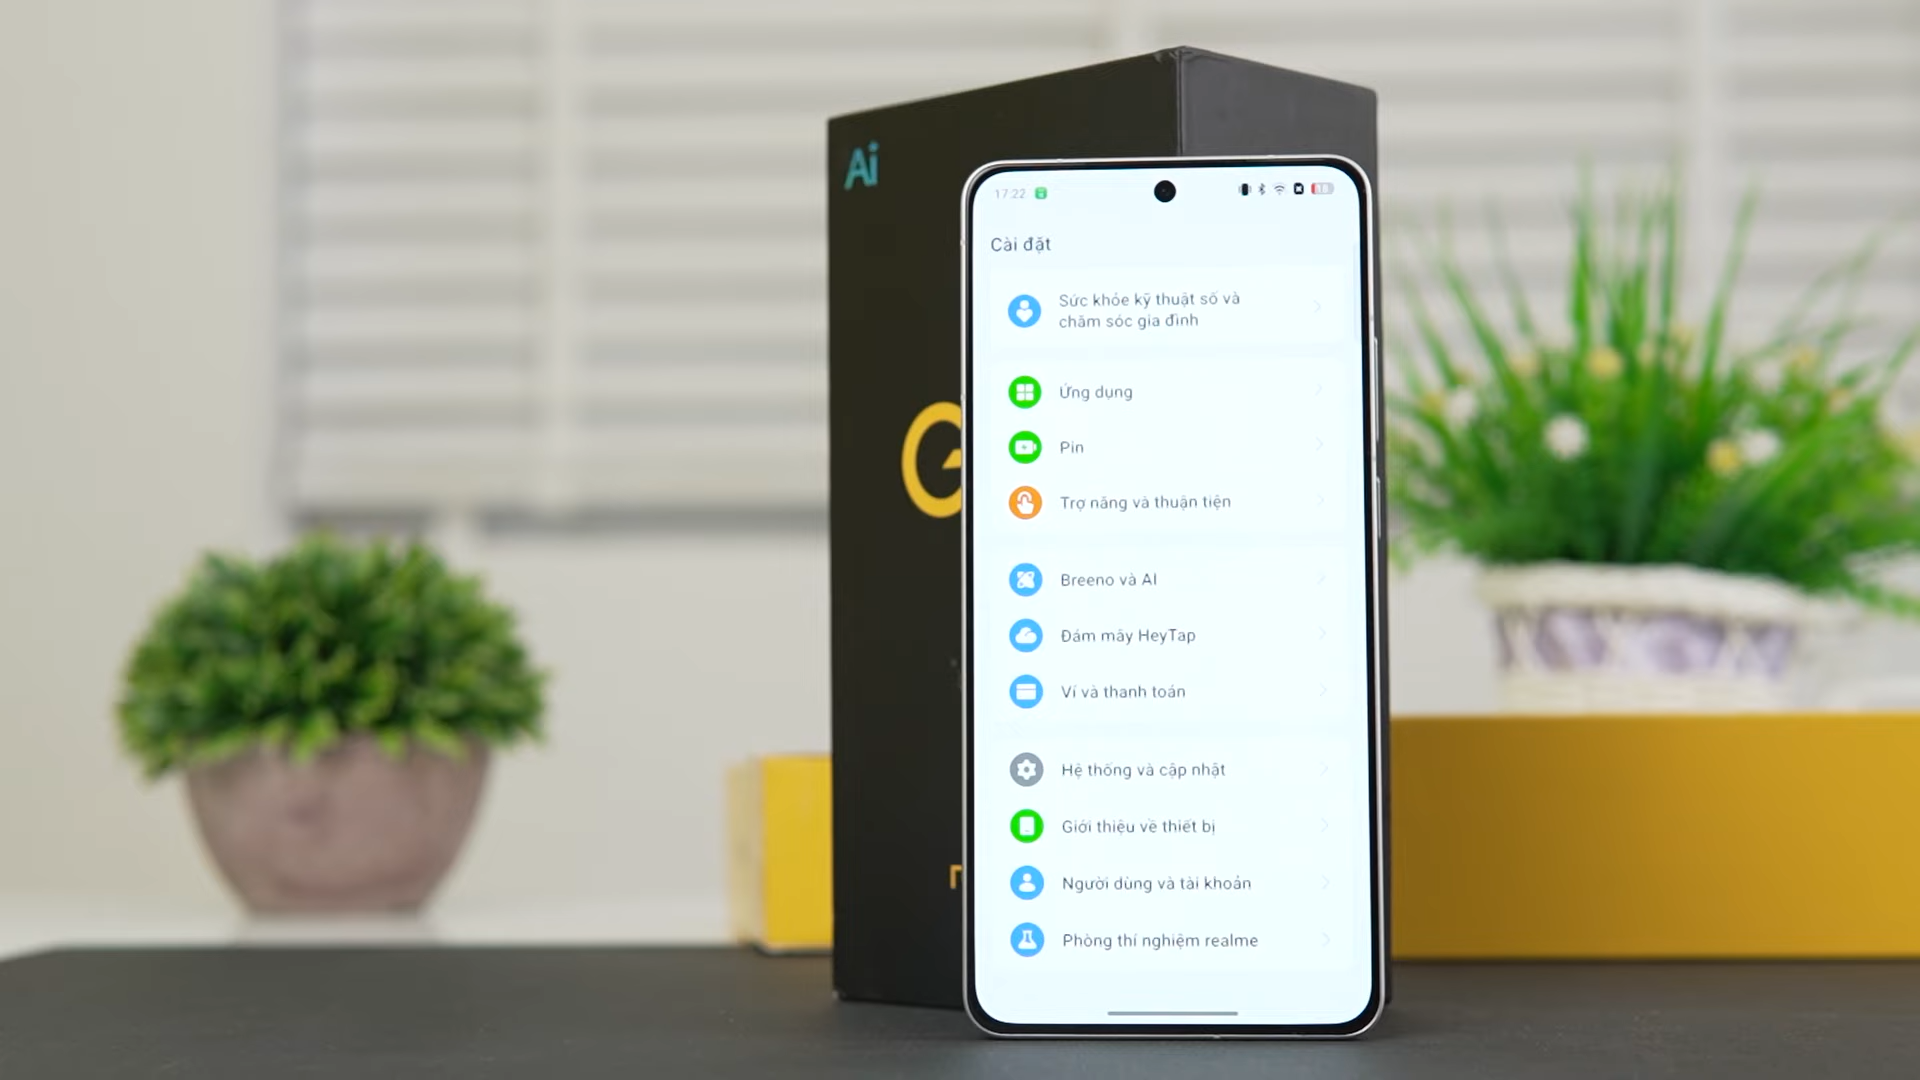 Ai
G
17:22
18
Cài đặt
Sức khỏe kỹ thuật số và
chăm sóc gia đình
Ứng dụng
Pin
Trợ năng và thuận tiện
Breeno và AI
Đám mây HeyTap
Ví và thanh toán
Hệ thống và cập nhật
Giới thiệu về thiết bị
Người dùng và tài khoản
Phòng thí nghiệm realme